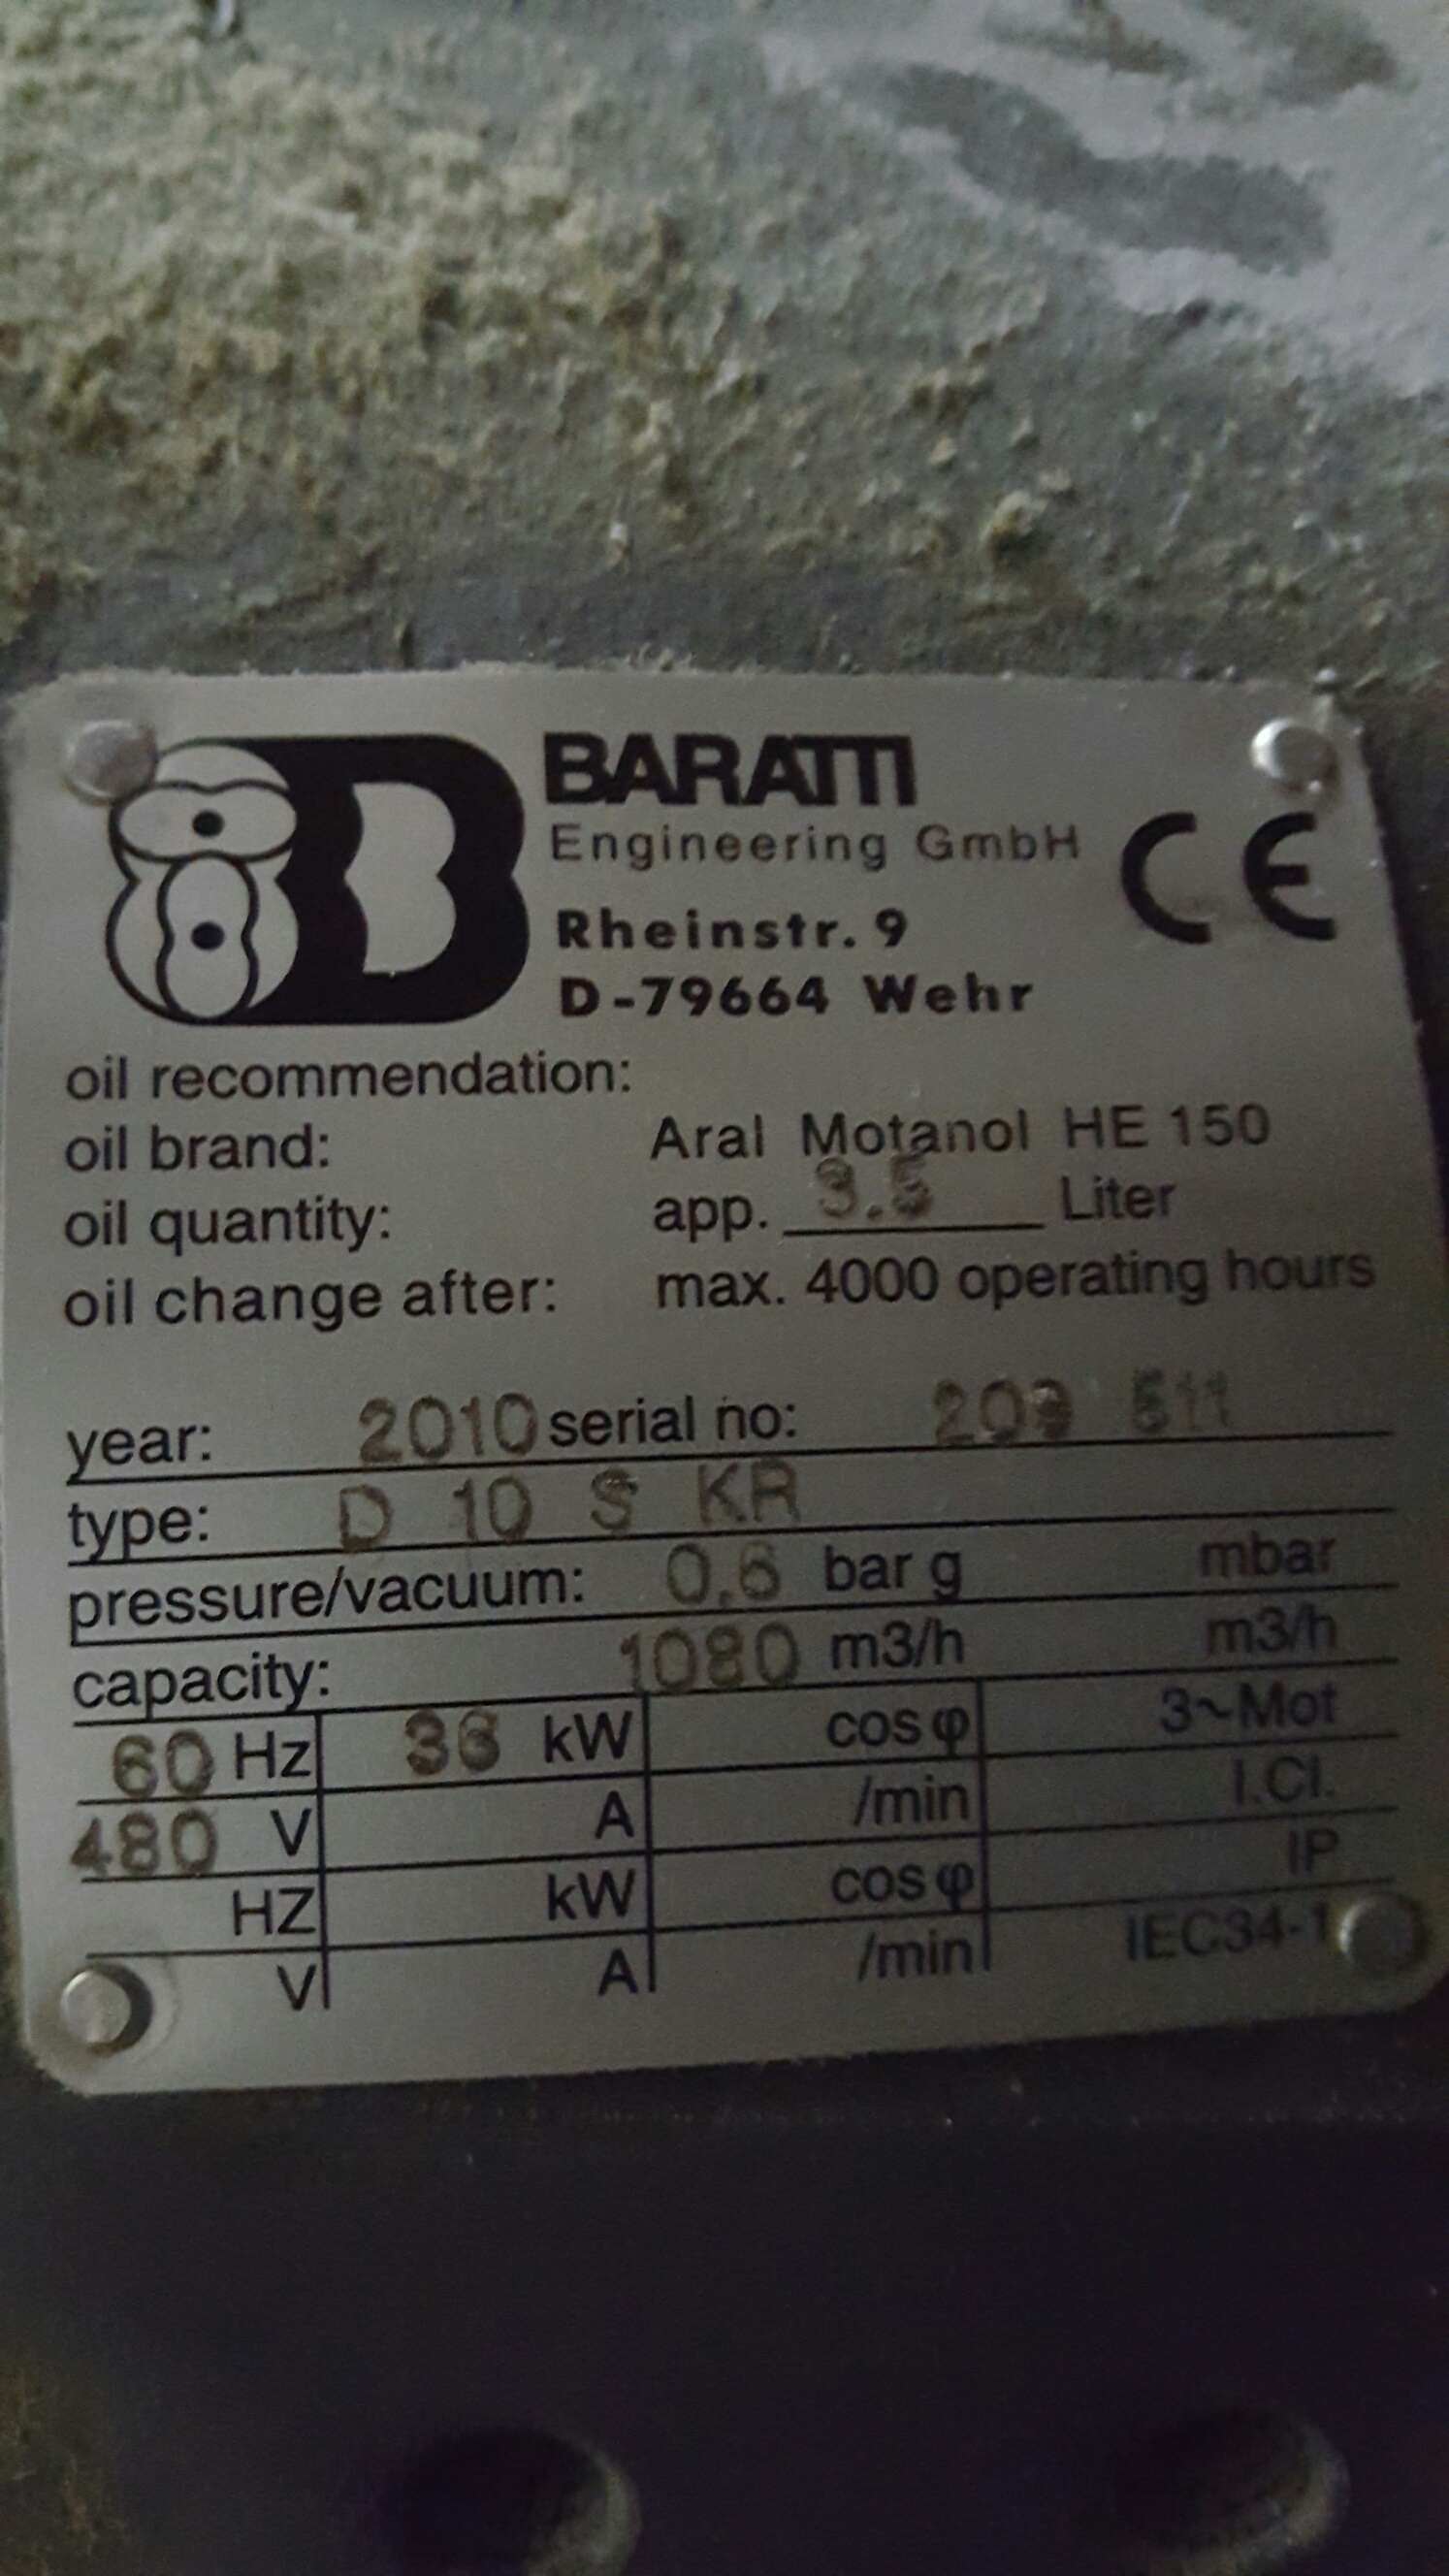 BARATTI
Engineering GmbH
CE
Rheinstr. 9
D-79664 Wehr
oil recommendation:
oil brand: Aral Motanol HE 150
oil quantity: app. 3.5 Liter
oil change after: max. 4000 operating hours
year: 2010 serial no: 511
type: D 10 S KR
pressure/vacuum: 0.6 bar g mbar
capacity: 1080 m3/h m3/h
60 Hz 36 kW cos φ 3~Mot
480 V A /min I.Cl.
HZ kW cos φ IP
V A /min IEC34-1